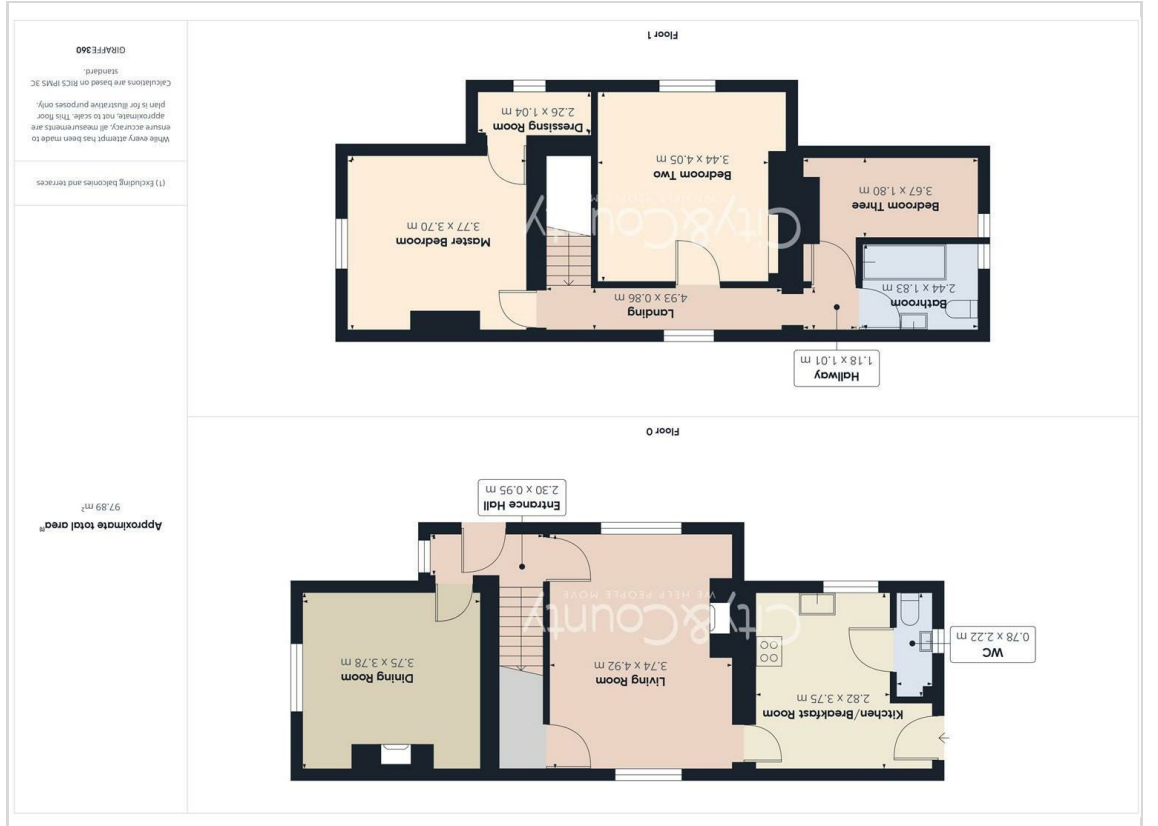 Floor 0
WC
0.78 x 2.22 m
Kitchen/Breakfast Room
2.82 x 3.75 m
Living Room
3.74 x 4.92 m
Dining Room
3.75 x 3.78 m
Entrance Hall
2.30 x 0.95 m
City & County
WE HELP PEOPLE MOVE
Hallway
1.18 x 1.01 m
Landing
4.93 x 0.86 m
Bathroom
2.44 x 1.83 m
Master Bedroom
3.77 x 3.70 m
Bedroom Three
3.67 x 1.80 m
Bedroom Two
3.44 x 4.05 m
Dressisng Room
2.26 x 1.04 m
City & County
Floor 1
Approximate total area⁽¹⁾
97.89 m²
(1) Excluding balconies and terraces
While every attempt has been made to
ensure accuracy, all measurements are
approximate, not to scale. This floor
plan is for illustrative purposes only.
Calculations are based on RICS IPMS 3C
standard.
GIRAFFE360